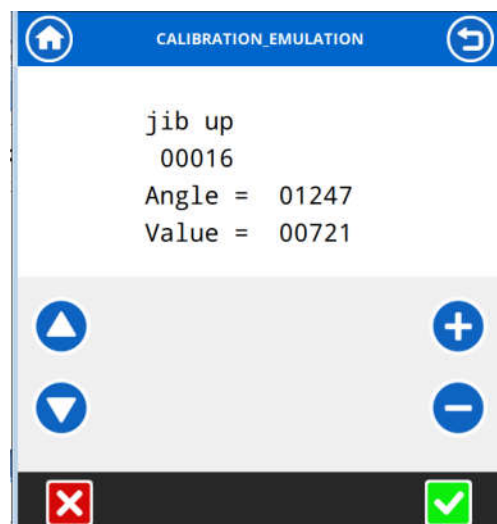 CALIBRATION_EMULATION
jib up
00016
Angle = 01247
Value = 00721